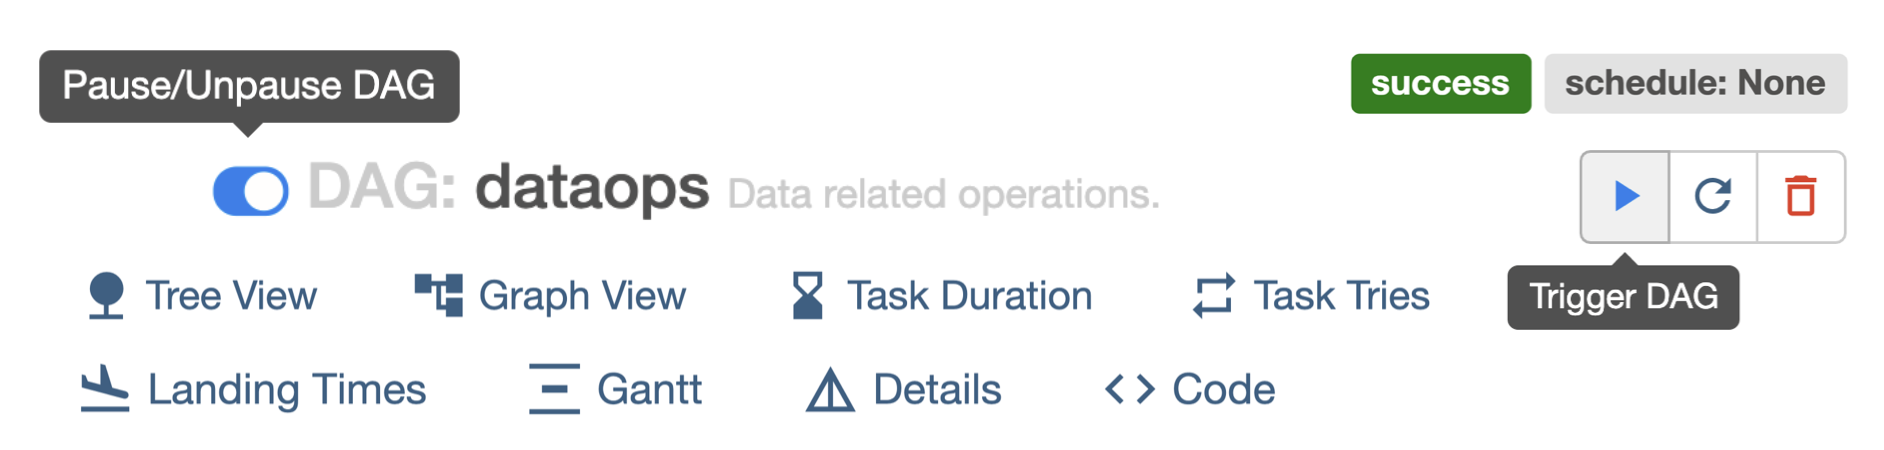 Pause/Unpause DAG
success schedule: None
DAG: dataops Data related operations.
Tree View Graph View Task Duration Task Tries Trigger DAG
Landing Times Gantt Details Code